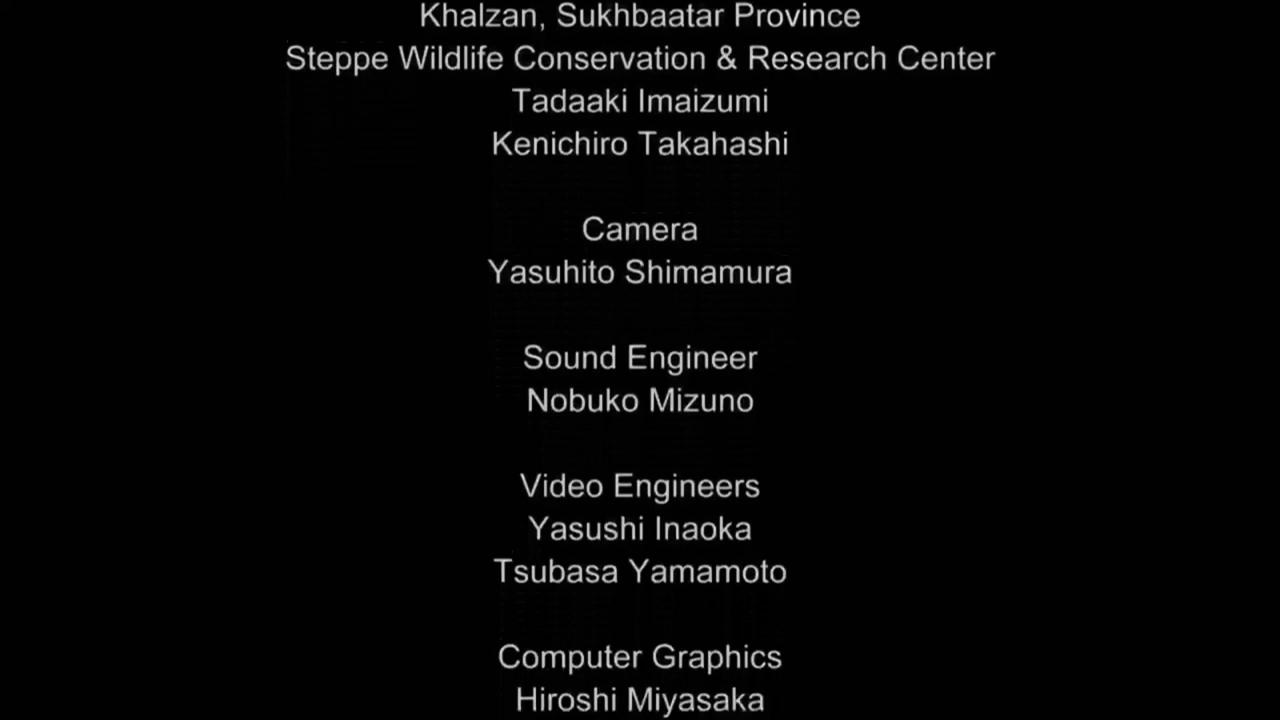 Khalzan, Sukhbaatar Province
Steppe Wildlife Conservation & Research Center
Tadaaki Imaizumi
Kenichiro Takahashi
Camera
Yasuhito Shimamura
Sound Engineer
Nobuko Mizuno
Video Engineers
Yasushi Inaoka
Tsubasa Yamamoto
Computer Graphics
Hiroshi Miyasaka